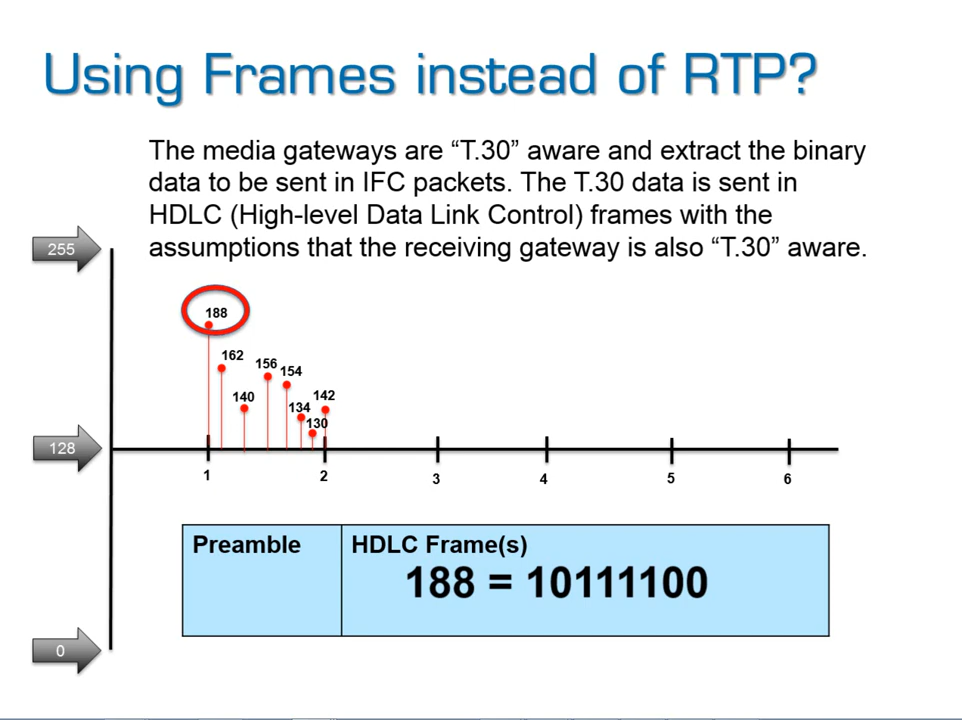 Using Frames instead of RTP?
The media gateways are “T.30” aware and extract the binary
data to be sent in IFC packets. The T.30 data is sent in
HDLC (High-level Data Link Control) frames with the
assumptions that the receiving gateway is also “T.30” aware.
255
188
162
156
154
140
142
134
130
128
1
2
3
4
5
6
Preamble
HDLC Frame(s)
188 = 10111100
0